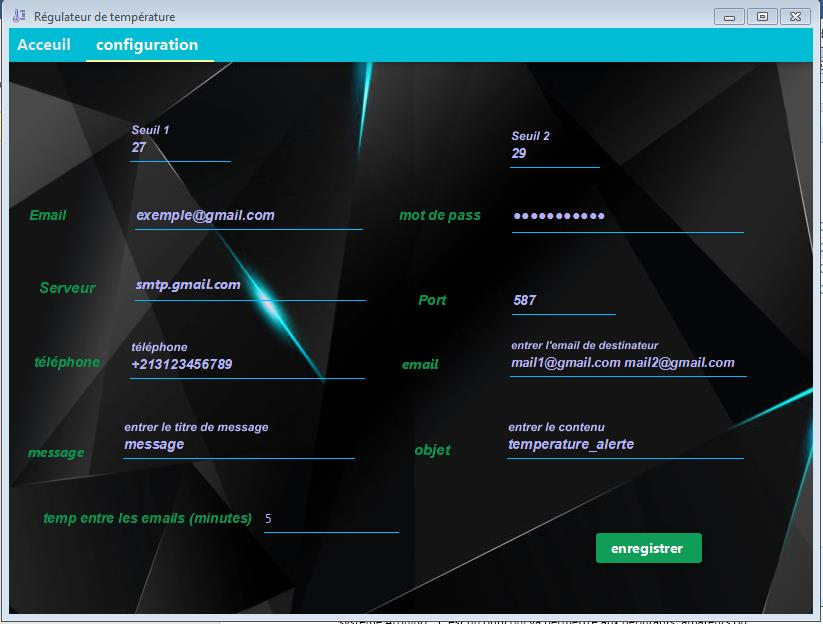 Régulateur de température
Acceuil configuration
Seuil 1
27
Seuil 2
29
Email exemple@gmail.com mot de pass ●●●●●●●●●●●
Serveur smtp.gmail.com
Port 587
téléphone
téléphone +213123456789
entrer l'email de destinateur
email mail1@gmail.com mail2@gmail.com
entrer le titre de message
message message
entrer le contenu
objet temperature_alerte
temp entre les emails (minutes) 5
enregistrer